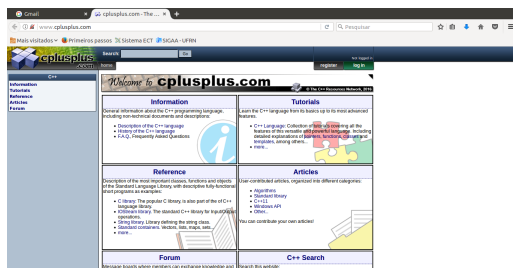 Gmail
cplusplus.com - The ...
www.cplusplus.com
Pesquisar
Mais visitados
Primeiros passos
Sistema ECT
SIGAA - UFRN
cplusplus
.com
Search:
Go
Not logged in
home
register
log in
C++
Information
Tutorials
Reference
Articles
Forum
Welcome to cplusplus.com
© The C++ Resources Network, 2016
Information
General information about the C++ programming language, including non-technical documents and descriptions:
Description of the C++ language
History of the C++ language
F.A.Q., Frequently Asked Questions
Tutorials
Learn the C++ language from its basics up to its most advanced features.
C++ Language: Collection of tutorials covering all the features of this versatile and powerful language. Including detailed explanations of pointers, functions, classes and templates, among others...
more...
Reference
Description of the most important classes, functions and objects of the Standard Language Library, with descriptive fully-functional short programs as examples:
C library: The popular C library, is also part of the of C++ language library.
IOStream library. The standard C++ library for Input/Output operations.
String library. Library defining the string class.
Standard containers. Vectors, lists, maps, sets...
more...
Articles
User-contributed articles, organized into different categories:
Algorithms
Standard library
C++11
Windows API
Other...
You can contribute your own articles!
Forum
Message boards where members can exchange knowledge and
C++ Search
Search this website: